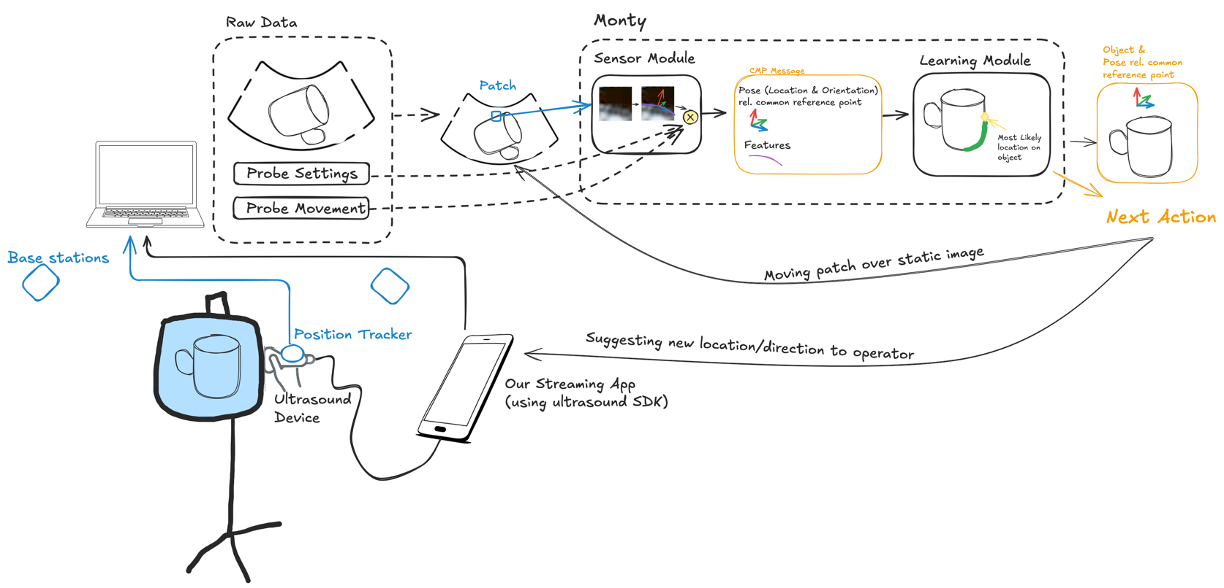 Raw Data
Monty
Patch
Probe Settings
Probe Movement
Sensor Module
CMP Message
Pose (Location & Orientation)
rel. common reference point
Features
Learning Module
Most Likely
location on
object
Object &
Pose rel. common
reference point
Next Action
Moving patch over static image
Suggesting new location/direction to operator
Base stations
Position Tracker
Ultrasound
Device
Our Streaming App
(using ultrasound SDK)